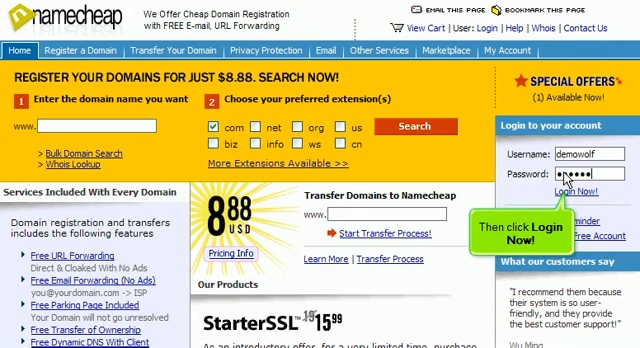 namecheap
We Offer Cheap Domain Registration
with FREE E-mail, URL Forwarding
EMAIL THIS PAGE
BOOKMARK THIS PAGE
View Cart | User: Login | Help | Whois | Contact Us
Home
Register a Domain
Transfer Your Domain
Privacy Protection
Email
Other Services
Marketplace
My Account
REGISTER YOUR DOMAINS FOR JUST $8.88. SEARCH NOW!
1 Enter the domain name you want
2 Choose your preferred extension(s)
www.
com net org us
biz info ws cn
Search
Bulk Domain Search
Whois Lookup
More Extensions Available >>
SPECIAL OFFERS
(1) Available Now!
Login to your account
Username: demowolf
Password:
Login Now!
Then click Login
Now!
minder
Free Account
Services Included With Every Domain
Domain registration and transfers
includes the following features
Free URL Forwarding
Direct & Cloaked With No Ads
Free Email Forwarding (No Ads)
you@yourdomain.com -> ISP
Free Parking Page Included
Your Domain will not go unresolved
Free Transfer of Ownership
Free Dynamic DNS With Client
8 88
USD
Pricing Info
Transfer Domains to Namecheap
www.
Start Transfer Process!
Learn More | Transfer Process
Our Products
StarterSSL™ 15 99
As an introductory offer, for a very limited time, purchase
What our customers say
"I recommend them because
their system is so user-
friendly, and they provide
the best customer support!"
Wu Ming